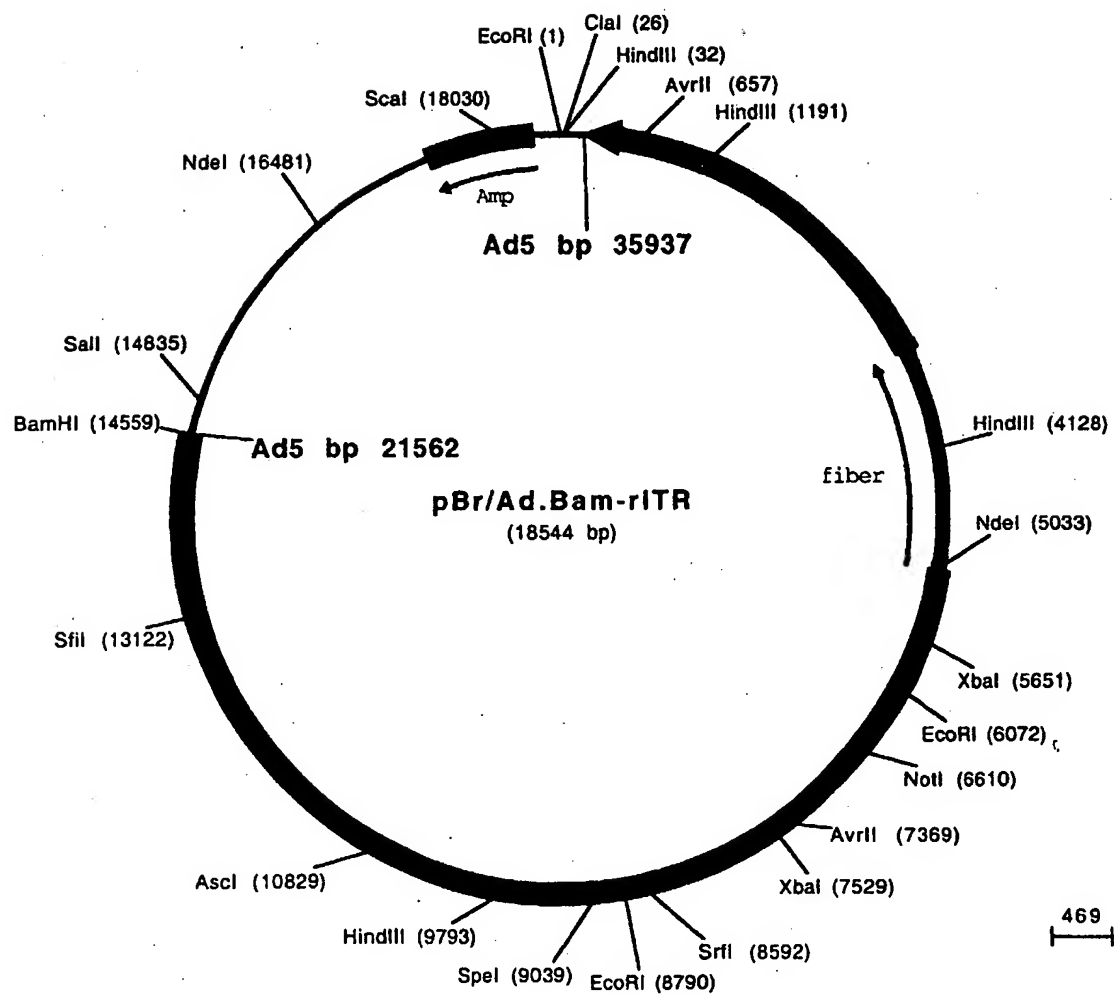 EcoRI (1)
ClaI (26)
HindIII (32)
AvrII (657)
HindIII (1191)
ScaI (18030)
NdeI (16481)
Amp
Ad5 bp 35937
SalI (14835)
BamHI (14559)
Ad5 bp 21562
HindIII (4128)
fiber
pBr/Ad.Bam-rITR
(18544 bp)
NdeI (5033)
SfiI (13122)
XbaI (5651)
EcoRI (6072)
NotI (6610)
AvrII (7369)
AscI (10829)
XbaI (7529)
HindIII (9793)
SrfI (8592)
SpeI (9039)
EcoRI (8790)
469